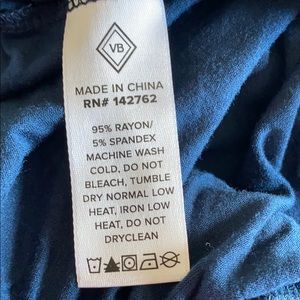 VB
MADE IN CHINA
RN# 142762
95% RAYON/
5% SPANDEX
MACHINE WASH
COLD, DO NOT
BLEACH, TUMBLE
DRY NORMAL LOW
HEAT, IRON LOW
HEAT, DO NOT
DRYCLEAN